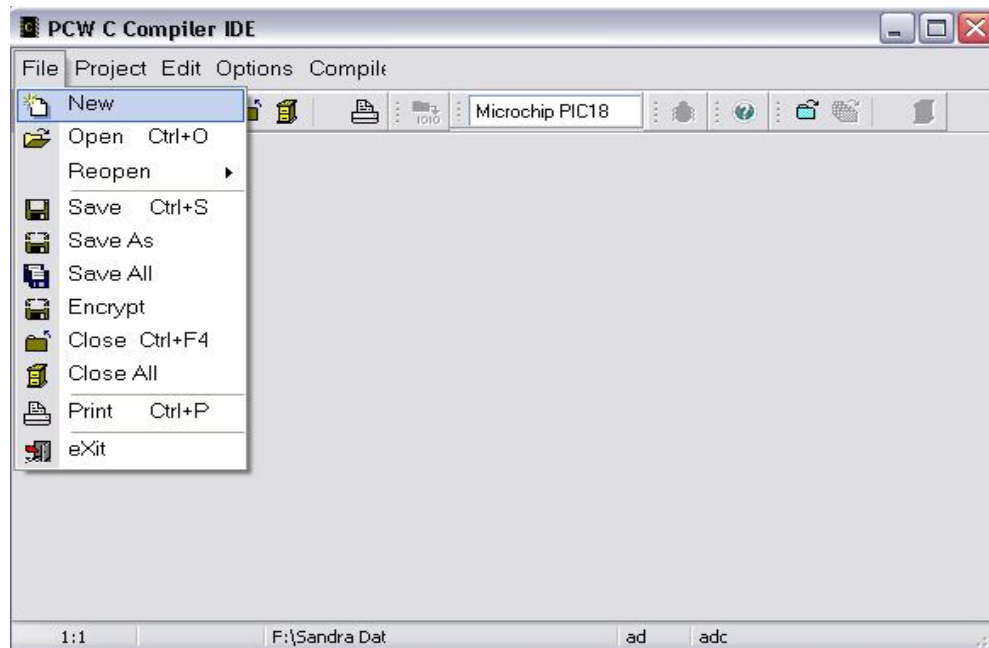 PCW C Compiler IDE
File Project Edit Options Compile
New
Microchip PIC18
Open Ctrl+O
Reopen
Save Ctrl+S
Save As
Save All
Encrypt
Close Ctrl+F4
Close All
Print Ctrl+P
eXit
1:1 F:\Sandra Dat ad adc